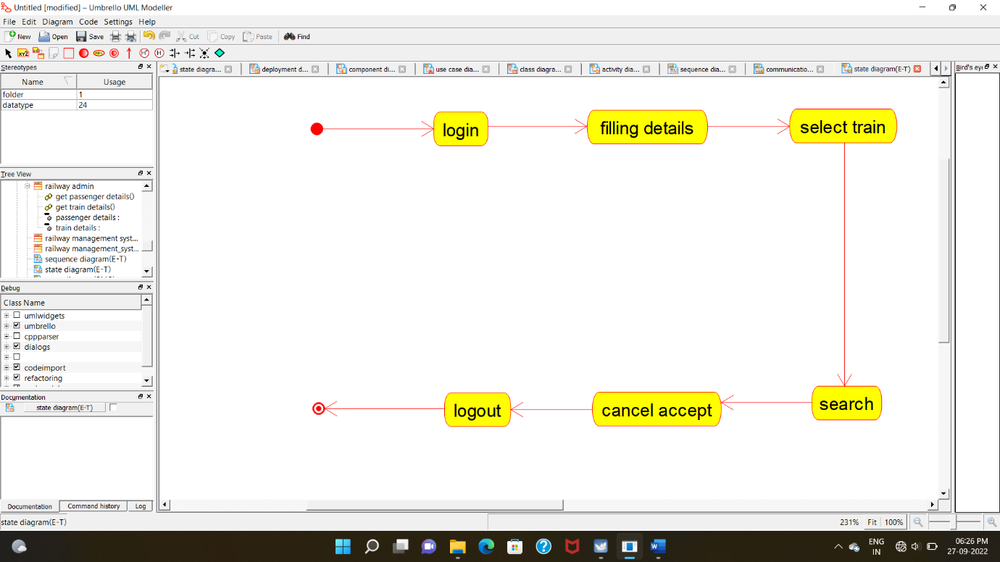 Untitled [modified] – Umbrello UML Modeller
File Edit Diagram Code Settings Help
New Open Save Cut Copy Paste Find
XYZ ABC H H
Stereotypes
Name Usage
folder 1
datatype 24
Tree View
railway admin
get passenger details()
get train details()
passenger details :
train details :
railway management syst...
railway management_syst...
sequence diagram(E-T)
state diagram(E-T)
Debug
Class Name
umlwidgets
umbrello
cppparser
dialogs
codeimport
refactoring
Documentation
state diagram(E-T)
Documentation Command history Log
state diagra... deployment d... component di... use case dia... class diagra... activity dia... sequence dia... communicatio... state diagram(E-T)
Bird's eye
login filling details select train
logout cancel accept search
state diagram(E-T) 231% Fit 100%
ENG
IN
06:26 PM
27-09-2022